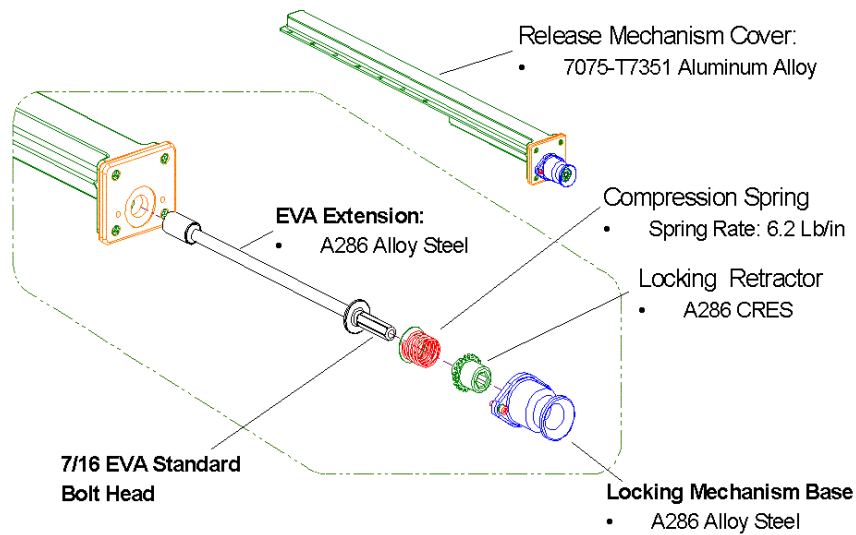 Release Mechanism Cover:
• 7075-T7351 Aluminum Alloy
Compression Spring
• Spring Rate: 6.2 Lb/in
EVA Extension:
• A286 Alloy Steel
Locking Retractor
• A286 CRES
7/16 EVA Standard
Bolt Head
Locking Mechanism Base
• A286 Alloy Steel